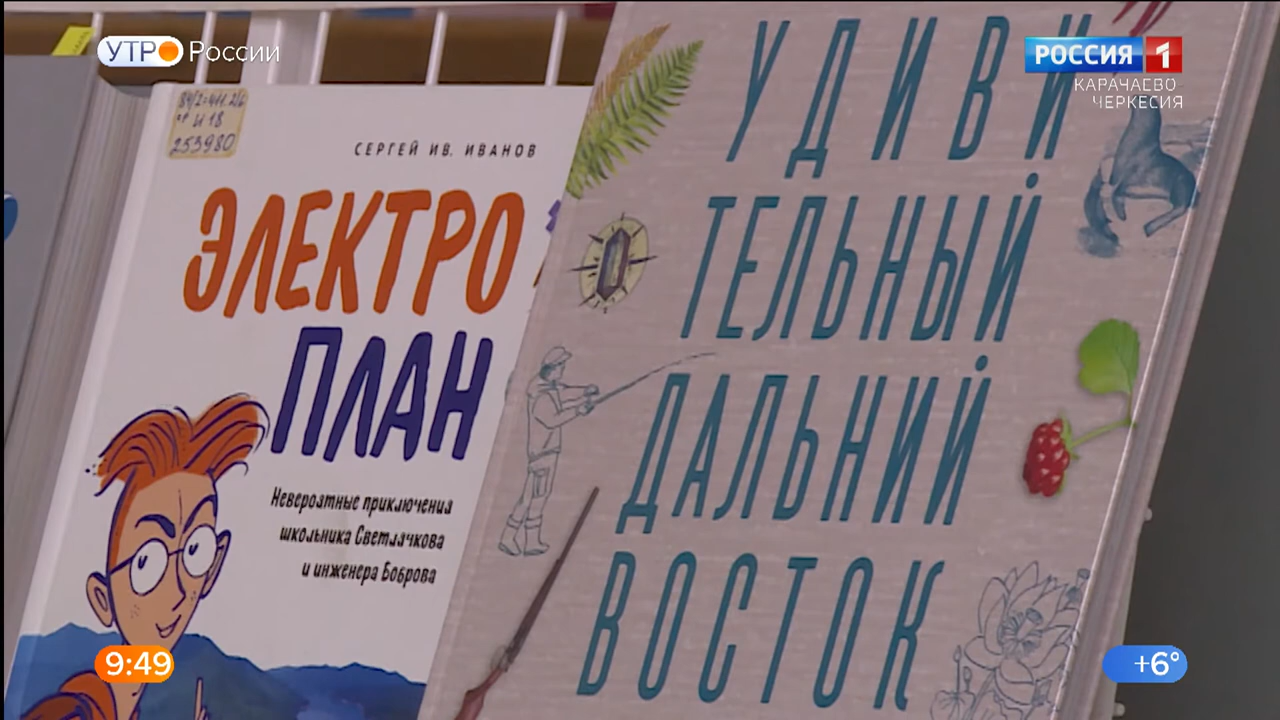 УТРО России
РОССИЯ 1
КАРАЧАЕВО
ЧЕРКЕСИЯ
И 18
253980
СЕРГЕЙ ИВ. ИВАНОВ
ЭЛЕКТРО
ПЛАН
Невероятные приключения
школьника Светлячкова
и инженера Боброва
УДИВИ
ТЕЛЬНЫЙ
ДАЛЬНИЙ
ВОСТОК
9:49
+6°